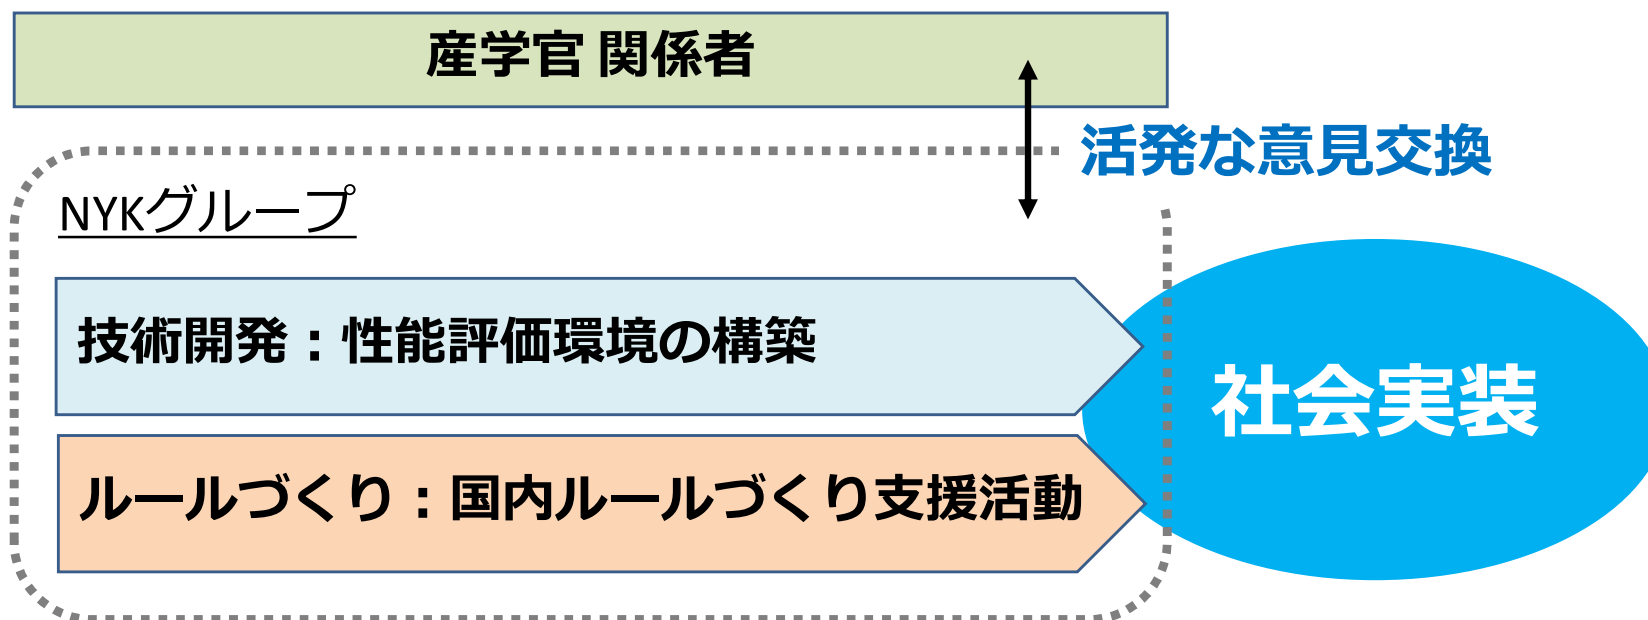 産学官 関係者
活発な意見交換
NYKグループ
技術開発：性能評価環境の構築
社会実装
ルールづくり：国内ルールづくり支援活動